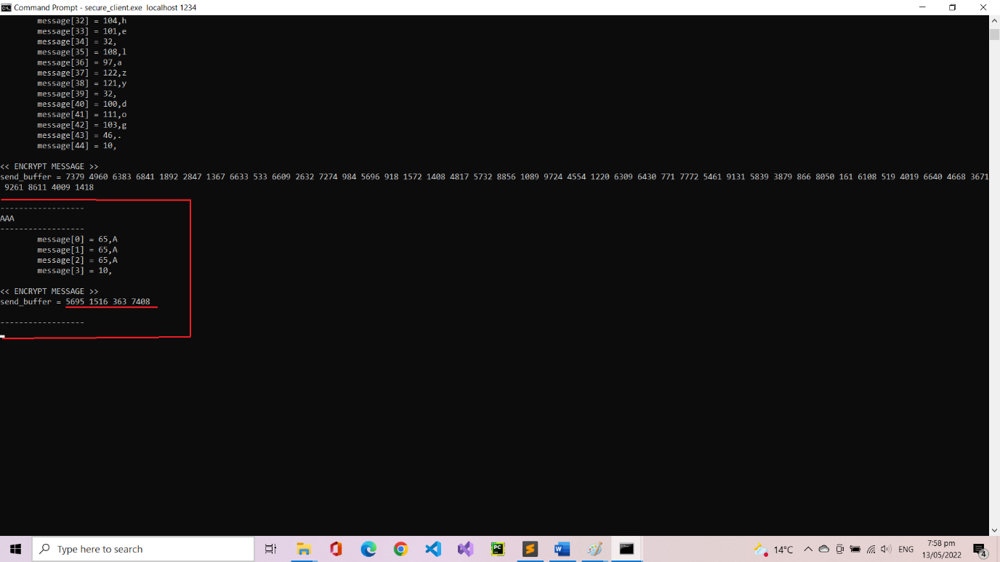 Command Prompt - secure_client.exe localhost 1234
message[32] = 104,h
message[33] = 101,e
message[34] = 32,
message[35] = 108,l
message[36] = 97,a
message[37] = 122,z
message[38] = 121,y
message[39] = 32,
message[40] = 100,d
message[41] = 111,o
message[42] = 103,g
message[43] = 46,.
message[44] = 10,
<< ENCRYPT MESSAGE >>
send_buffer = 7379 4960 6383 6841 1892 2847 1367 6633 533 6609 2632 7274 984 5696 918 1572 1408 4817 5732 8856 1089 9724 4554 1220 6309 6430 771 7772 5461 9131 5839 3879 866 8050 161 6108 519 4019 6640 4668 3671
9261 8611 4009 1418
------------------
AAA
------------------
message[0] = 65,A
message[1] = 65,A
message[2] = 65,A
message[3] = 10,
<< ENCRYPT MESSAGE >>
send_buffer = 5695 1516 363 7408
------------------
Type here to search
PC
W
14°C
ENG
7:58 pm
13/05/2022
4